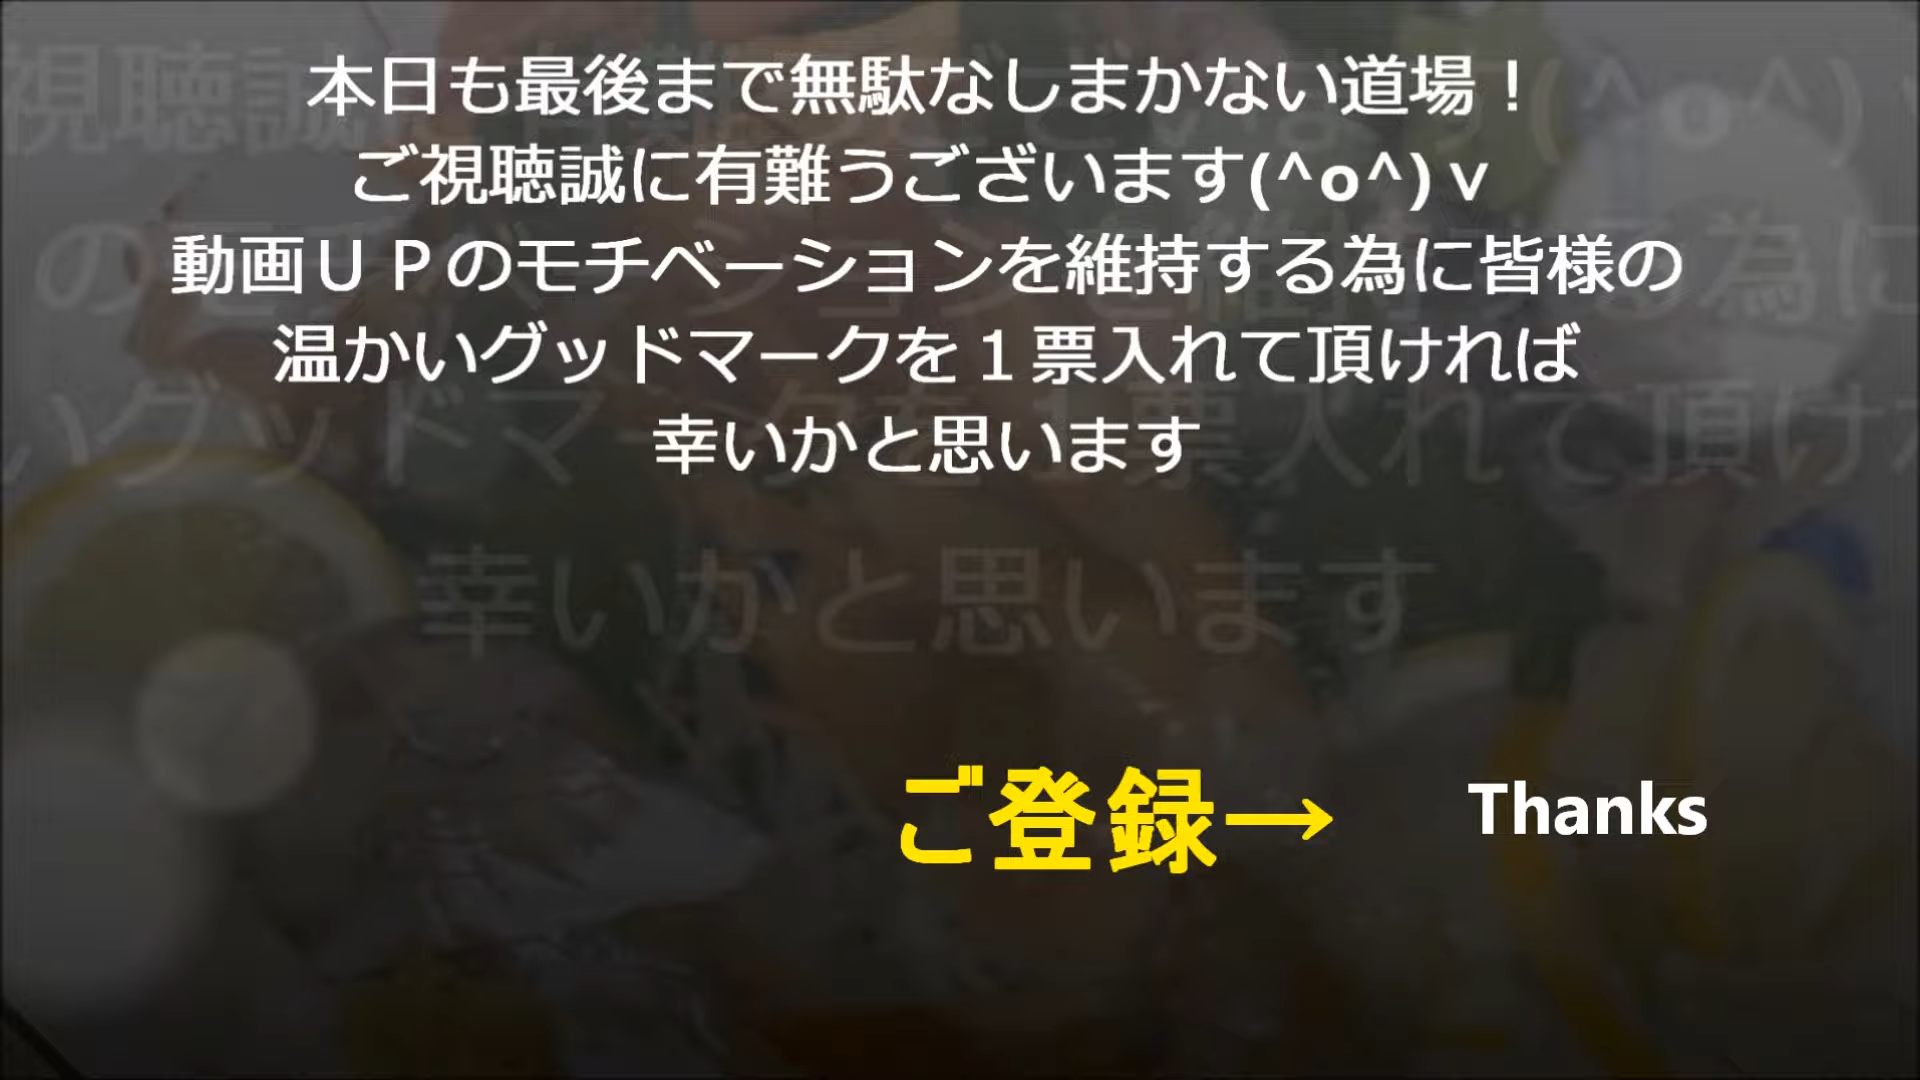 本日も最後まで無駄なしまかない道場！
ご視聴誠に有難うございます(^o^)ｖ
動画ＵＰのモチベーションを維持する為に皆様の
温かいグッドマークを１票入れて頂ければ
幸いかと思います
ご登録→
Thanks